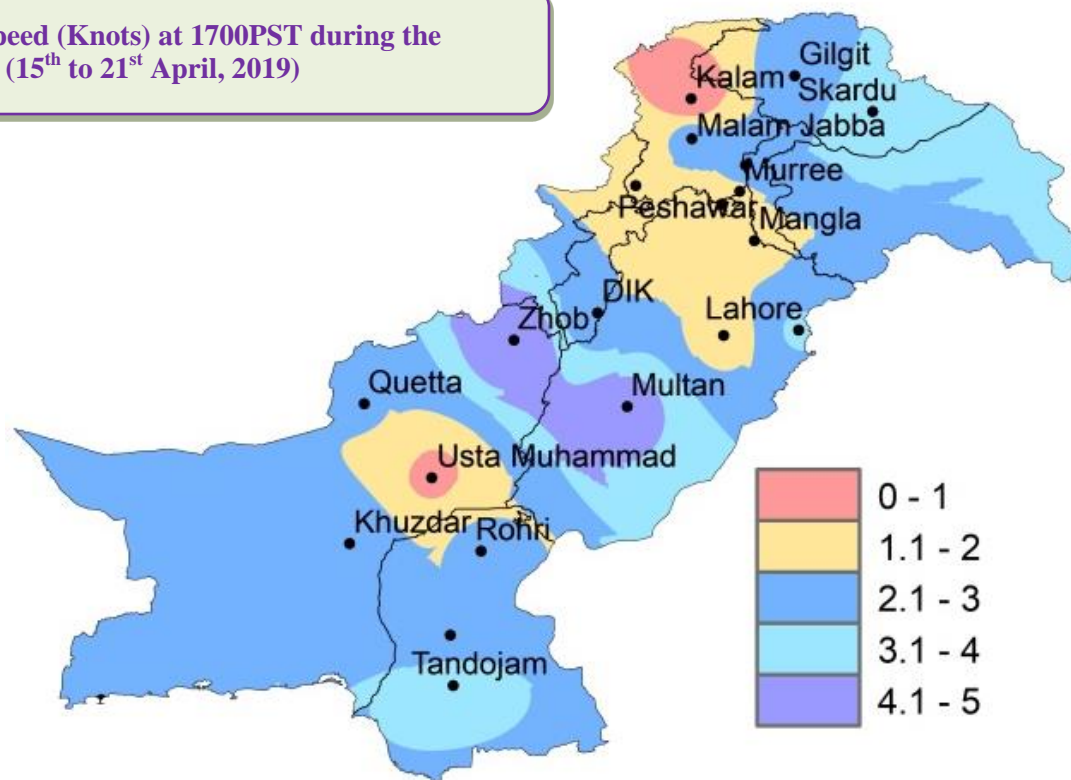 peed (Knots) at 1700PST during the
(15th to 21st April, 2019)
Gilgit
Kalam
Skardu
Malam Jabba
Murree
Peshawar
Mangla
DIK
Lahore
Zhob
Quetta
Multan
Usta Muhammad
Khuzdar
Rohri
Tandojam
0 - 1
1.1 - 2
2.1 - 3
3.1 - 4
4.1 - 5